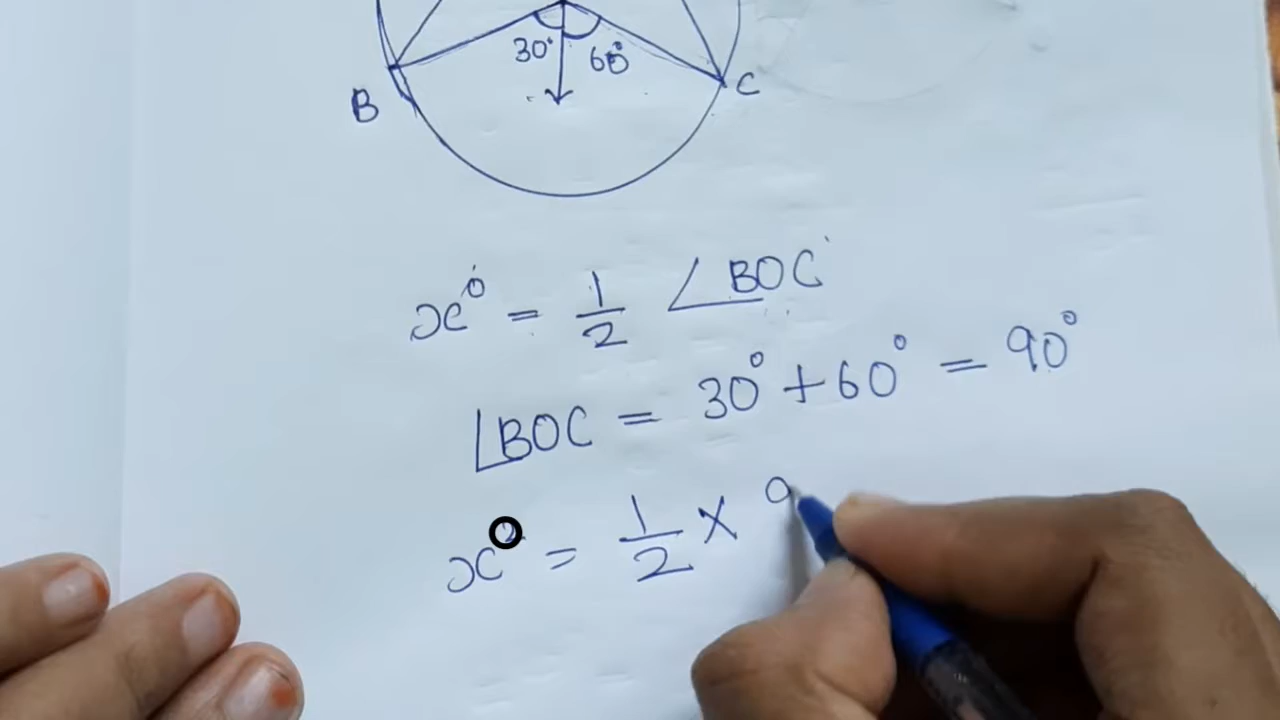 30° 60°
B C
x° = 1/2 ∠BOC
∠BOC = 30° + 60° = 90°
x° = 1/2 × 9